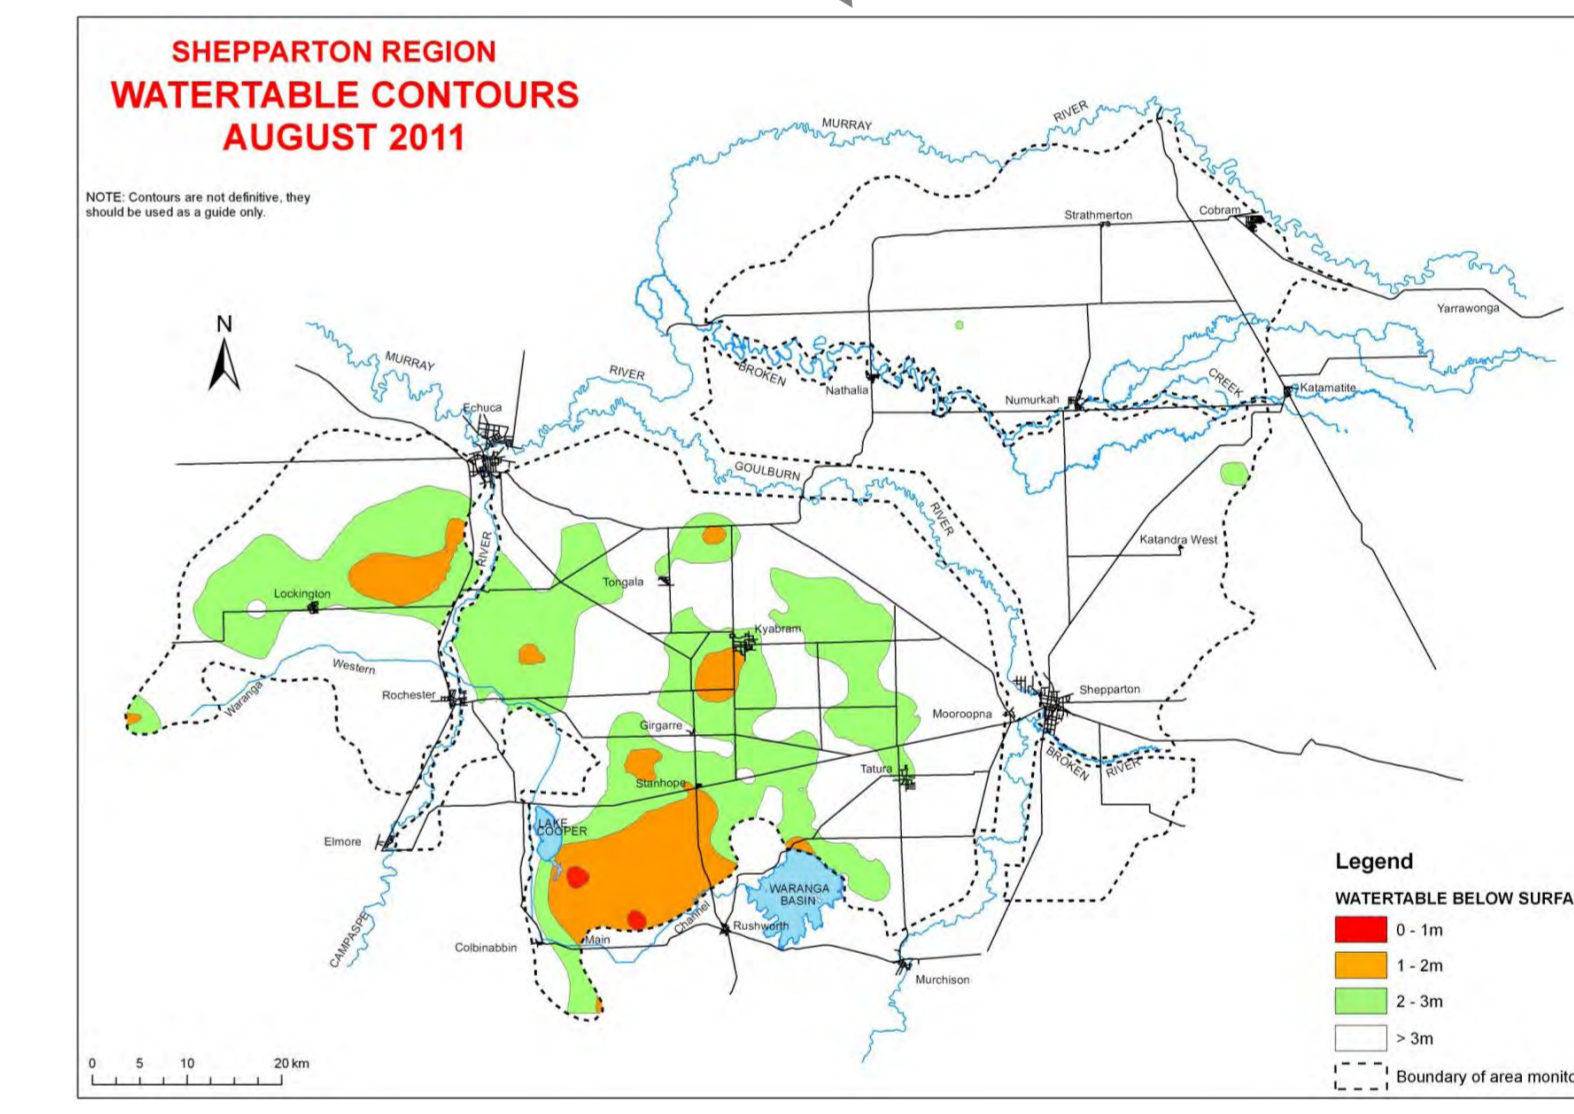 SHEPPARTON REGION
WATERTABLE CONTOURS
AUGUST 2011
NOTE: Contours are not definitive, they
should be used as a guide only.
MURRAY
RIVER
Strathmerton
Cobram
Yarrawonga
N
MURRAY
RIVER
BROKEN
Nathalia
Numurkah
CREEK
Katamatite
Echuca
GOULBURN
RIVER
RIVER
Katandra West
Tongala
Lockington
Kyabram
Western
Waranga
Rochester
Girgarre
Mooroopna
Shepparton
BROKEN
RIVER
Stanhope
Tatura
LAKE
COOPER
Elmore
WARANGA
BASIN
CAMPASPE
Colbinabbin
Main
Channel
Rushworth
Murchison
0 5 10 20 km
Legend
WATERTABLE BELOW SURFA
0 - 1m
1 - 2m
2 - 3m
> 3m
Boundary of area monito